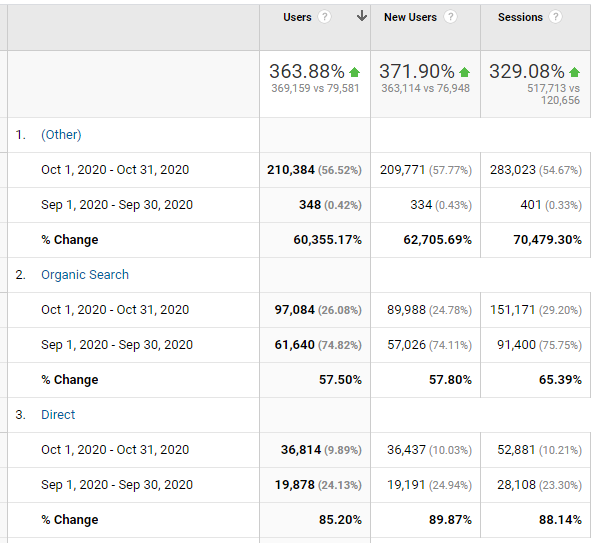 Users ? New Users ? Sessions ?
363.88% 371.90% 329.08%
369,159 vs 79,581 363,114 vs 76,948 517,713 vs
120,656
1. (Other)
Oct 1, 2020 - Oct 31, 2020 210,384 (56.52%) 209,771 (57.77%) 283,023 (54.67%)
Sep 1, 2020 - Sep 30, 2020 348 (0.42%) 334 (0.43%) 401 (0.33%)
% Change 60,355.17% 62,705.69% 70,479.30%
2. Organic Search
Oct 1, 2020 - Oct 31, 2020 97,084 (26.08%) 89,988 (24.78%) 151,171 (29.20%)
Sep 1, 2020 - Sep 30, 2020 61,640 (74.82%) 57,026 (74.11%) 91,400 (75.75%)
% Change 57.50% 57.80% 65.39%
3. Direct
Oct 1, 2020 - Oct 31, 2020 36,814 (9.89%) 36,437 (10.03%) 52,881 (10.21%)
Sep 1, 2020 - Sep 30, 2020 19,878 (24.13%) 19,191 (24.94%) 28,108 (23.30%)
% Change 85.20% 89.87% 88.14%